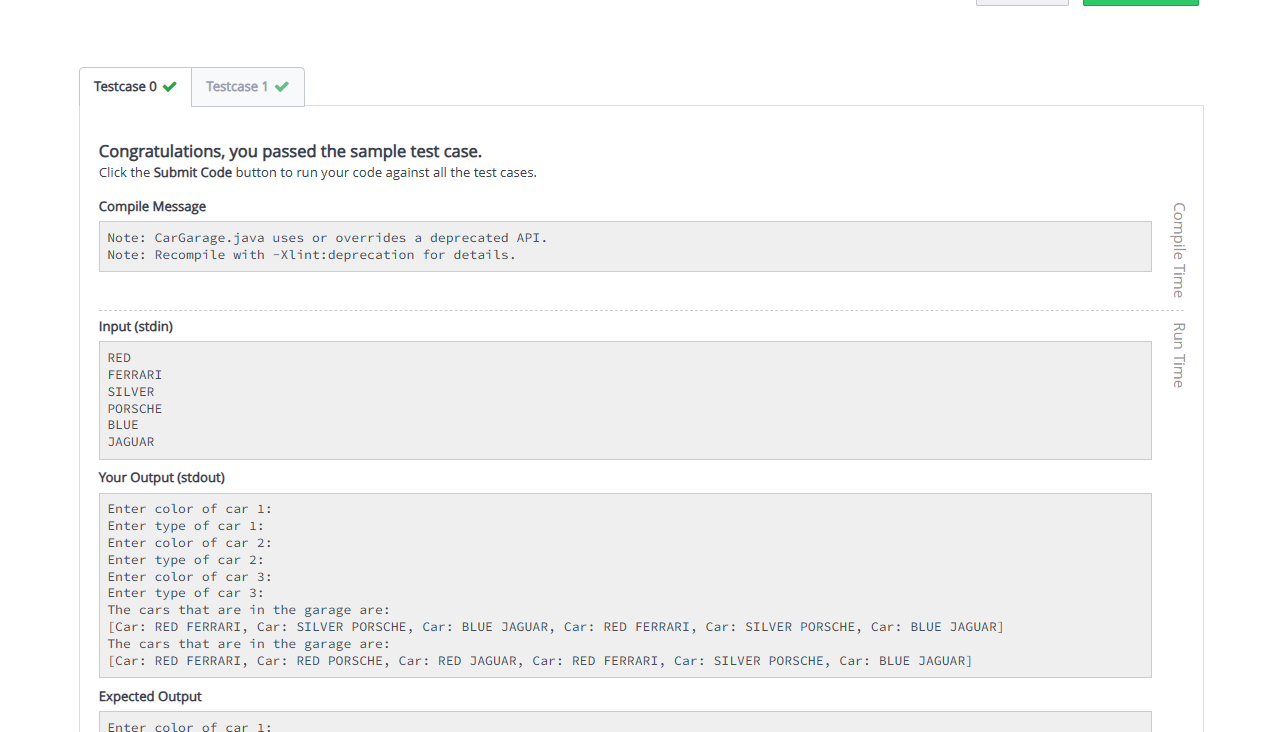 Testcase 0
Testcase 1
Congratulations, you passed the sample test case.
Click the Submit Code button to run your code against all the test cases.
Compile Message
Note: CarGarage.java uses or overrides a deprecated API.
Note: Recompile with -Xlint:deprecation for details.
Compile Time
Input (stdin)
Run Time
RED
FERRARI
SILVER
PORSCHE
BLUE
JAGUAR
Your Output (stdout)
Enter color of car 1:
Enter type of car 1:
Enter color of car 2:
Enter type of car 2:
Enter color of car 3:
Enter type of car 3:
The cars that are in the garage are:
[Car: RED FERRARI, Car: SILVER PORSCHE, Car: BLUE JAGUAR, Car: RED FERRARI, Car: SILVER PORSCHE, Car: BLUE JAGUAR]
The cars that are in the garage are:
[Car: RED FERRARI, Car: RED PORSCHE, Car: RED JAGUAR, Car: RED FERRARI, Car: SILVER PORSCHE, Car: BLUE JAGUAR]
Expected Output
Enter color of car 1: